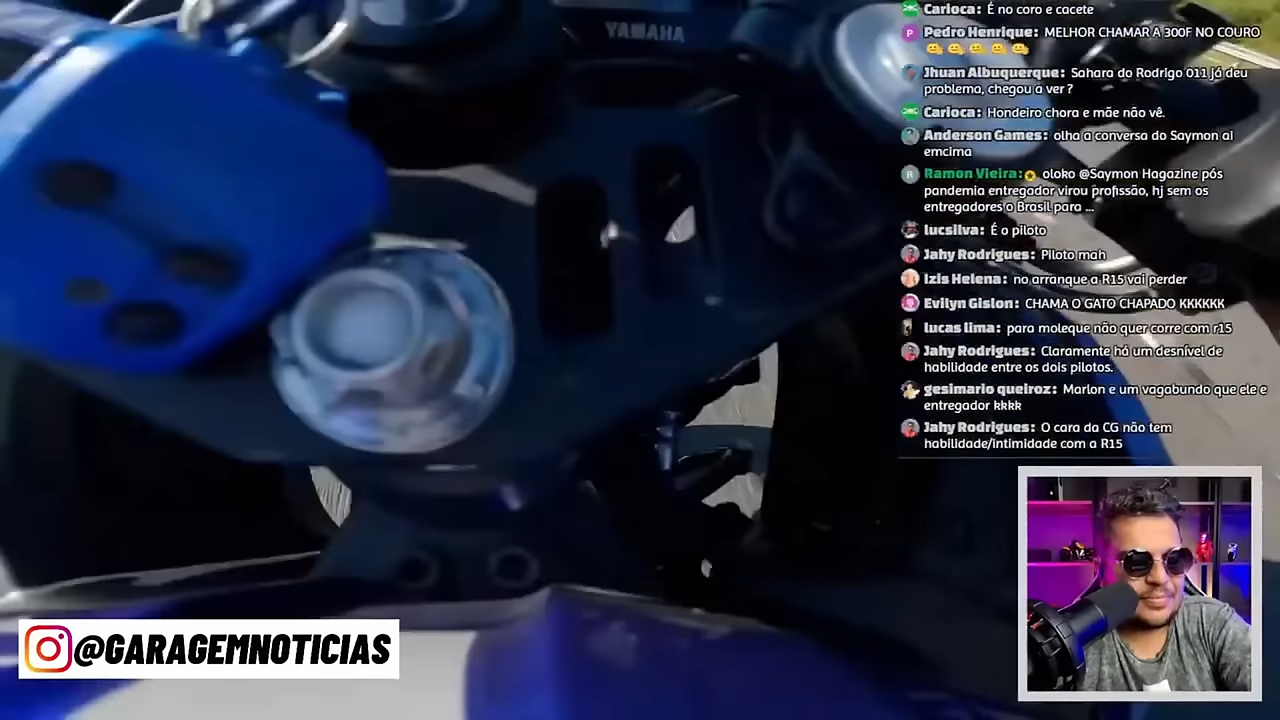 YAMAHA
Carioca: É no coro e cacete
Pedro Henrique: MELHOR CHAMAR A 300F NO COURO
Jhuan Albuquerque: Sahara do Rodrigo 011 já deu
problema, chegou a ver ?
Carioca: Hondeiro chora e mãe não vê.
Anderson Games: olha a conversa do Saymon ai
emcima
Ramon Vieira: oloko @Saymon Hagazine pós
pandemia entregador virou profissão, hj sem os
entregadores o Brasil para ...
lucsilva: É o piloto
Jahy Rodrigues: Piloto mah
Izis Helena: no arranque a R15 vai perder
Evilyn Gislon: CHAMA O GATO CHAPADO KKKKKK
lucas lima: para moleque não quer corre com r15
Jahy Rodrigues: Claramente há um desnível de
habilidade entre os dois pilotos.
gesimario queiroz: Marlon e um vagabundo que ele e
entregador kkkk
Jahy Rodrigues: O cara da CG não tem
habilidade/intimidade com a R15
@GARAGEMNOTICIAS